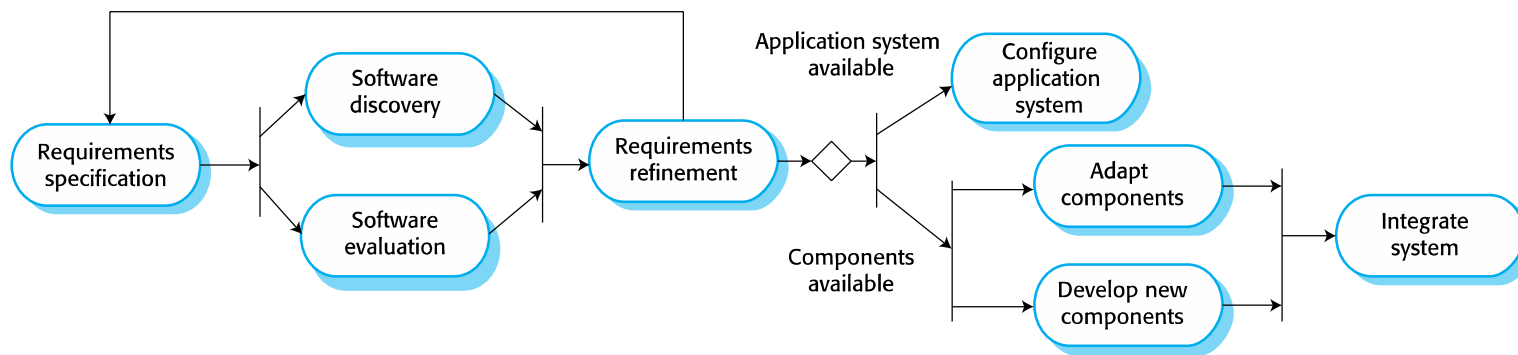 Requirements
specification
Software
discovery
Software
evaluation
Requirements
refinement
Application system
available
Configure
application
system
Components
available
Adapt
components
Develop new
components
Integrate
system